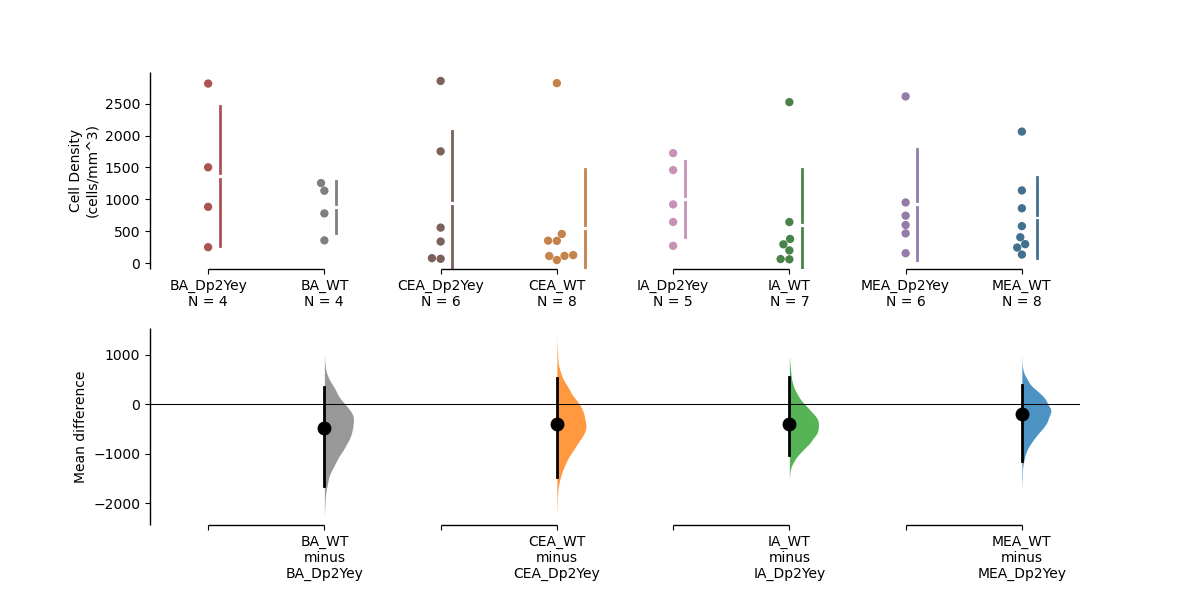 Cell Density
(cells/mm^3)
2500
2000
1500
1000
500
0
BA_Dp2Yey
N = 4
BA_WT
N = 4
CEA_Dp2Yey
N = 6
CEA_WT
N = 8
IA_Dp2Yey
N = 5
IA_WT
N = 7
MEA_Dp2Yey
N = 6
MEA_WT
N = 8
Mean difference
1000
0
−1000
−2000
BA_WT
minus
BA_Dp2Yey
CEA_WT
minus
CEA_Dp2Yey
IA_WT
minus
IA_Dp2Yey
MEA_WT
minus
MEA_Dp2Yey